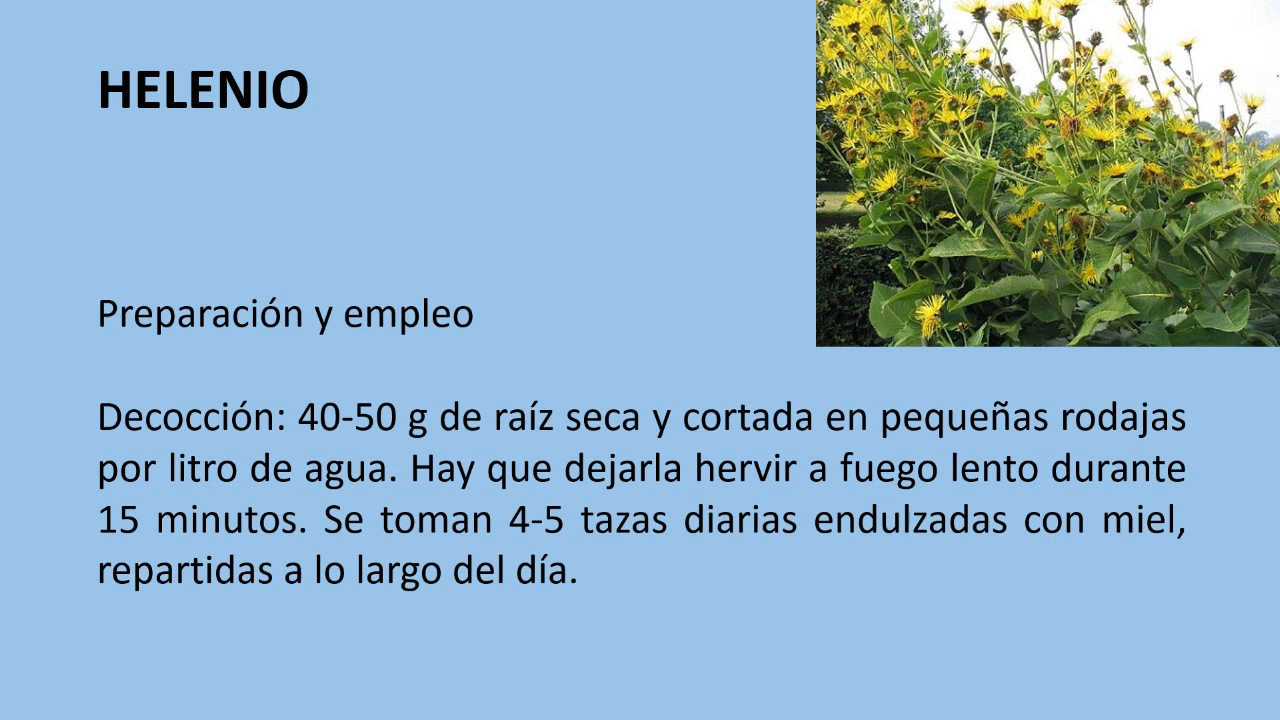 HELENIO
Preparación y empleo
Decocción: 40-50 g de raíz seca y cortada en pequeñas rodajas
por litro de agua. Hay que dejarla hervir a fuego lento durante
15 minutos. Se toman 4-5 tazas diarias endulzadas con miel,
repartidas a lo largo del día.